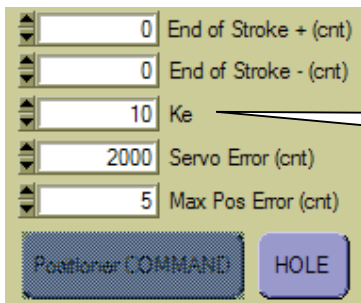 0 End of Stroke + (cnt)
0 End of Stroke - (cnt)
10 Ke
2000 Servo Error (cnt)
5 Max Pos Error (cnt)
Positioner COMMAND HOLE